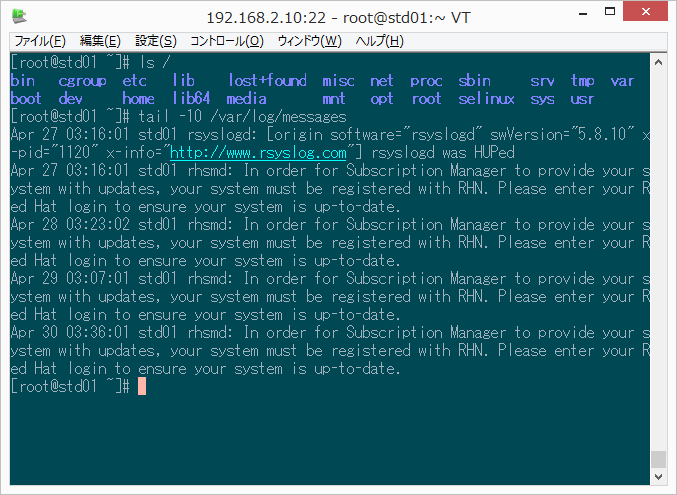 192.168.2.10:22 - root@std01:~ VT
ファイル(F) 編集(E) 設定(S) コントロール(O) ウィンドウ(W) ヘルプ(H)
[root@std01 ~]# ls /
bin cgroup etc lib lost+found misc net proc sbin srv tmp var
boot dev home lib64 media mnt opt root selinux sys usr
[root@std01 ~]# tail -10 /var/log/messages
Apr 27 03:16:01 std01 rsyslogd: [origin software="rsyslogd" swVersion="5.8.10" x
-pid="1120" x-info="http://www.rsyslog.com"] rsyslogd was HUPed
Apr 27 03:16:01 std01 rhsmd: In order for Subscription Manager to provide your s
ystem with updates, your system must be registered with RHN. Please enter your R
ed Hat login to ensure your system is up-to-date.
Apr 28 03:23:02 std01 rhsmd: In order for Subscription Manager to provide your s
ystem with updates, your system must be registered with RHN. Please enter your R
ed Hat login to ensure your system is up-to-date.
Apr 29 03:07:01 std01 rhsmd: In order for Subscription Manager to provide your s
ystem with updates, your system must be registered with RHN. Please enter your R
ed Hat login to ensure your system is up-to-date.
Apr 30 03:36:01 std01 rhsmd: In order for Subscription Manager to provide your s
ystem with updates, your system must be registered with RHN. Please enter your R
ed Hat login to ensure your system is up-to-date.
[root@std01 ~]#